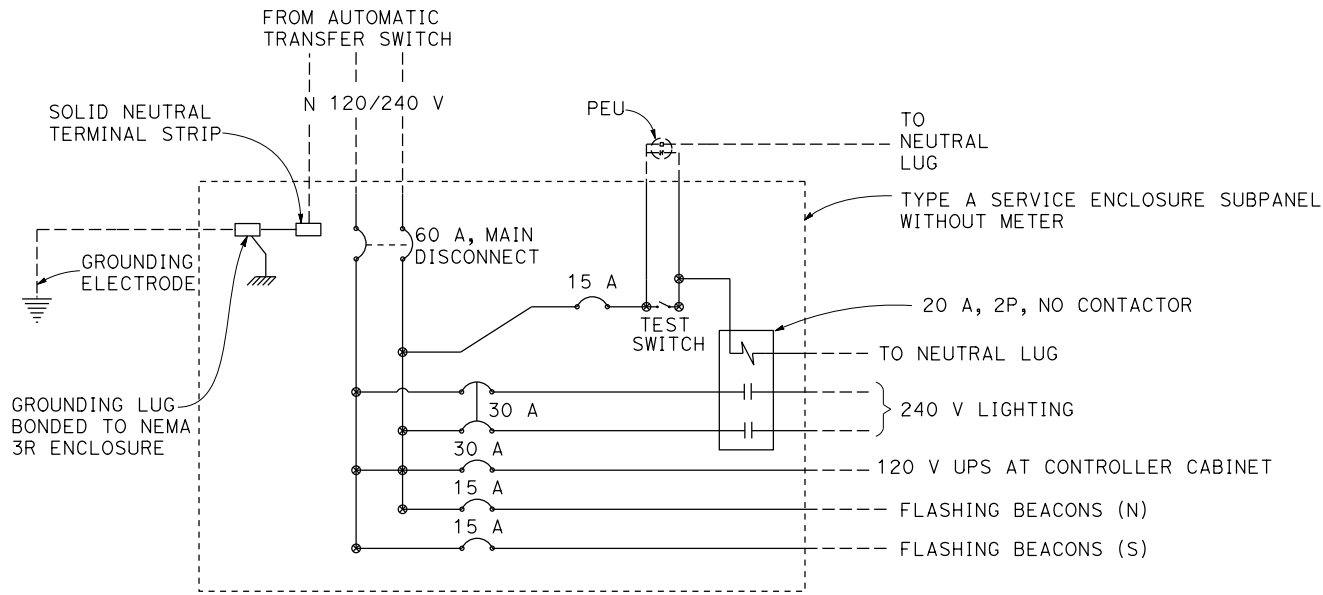 FROM AUTOMATIC
TRANSFER SWITCH
N 120/240 V
SOLID NEUTRAL
TERMINAL STRIP
PEU
TO
NEUTRAL
LUG
TYPE A SERVICE ENCLOSURE SUBPANEL
WITHOUT METER
60 A, MAIN
DISCONNECT
GROUNDING
ELECTRODE
15 A
TEST
SWITCH
20 A, 2P, NO CONTACTOR
TO NEUTRAL LUG
GROUNDING LUG
BONDED TO NEMA
3R ENCLOSURE
30 A
240 V LIGHTING
30 A
120 V UPS AT CONTROLLER CABINET
15 A
FLASHING BEACONS (N)
15 A
FLASHING BEACONS (S)